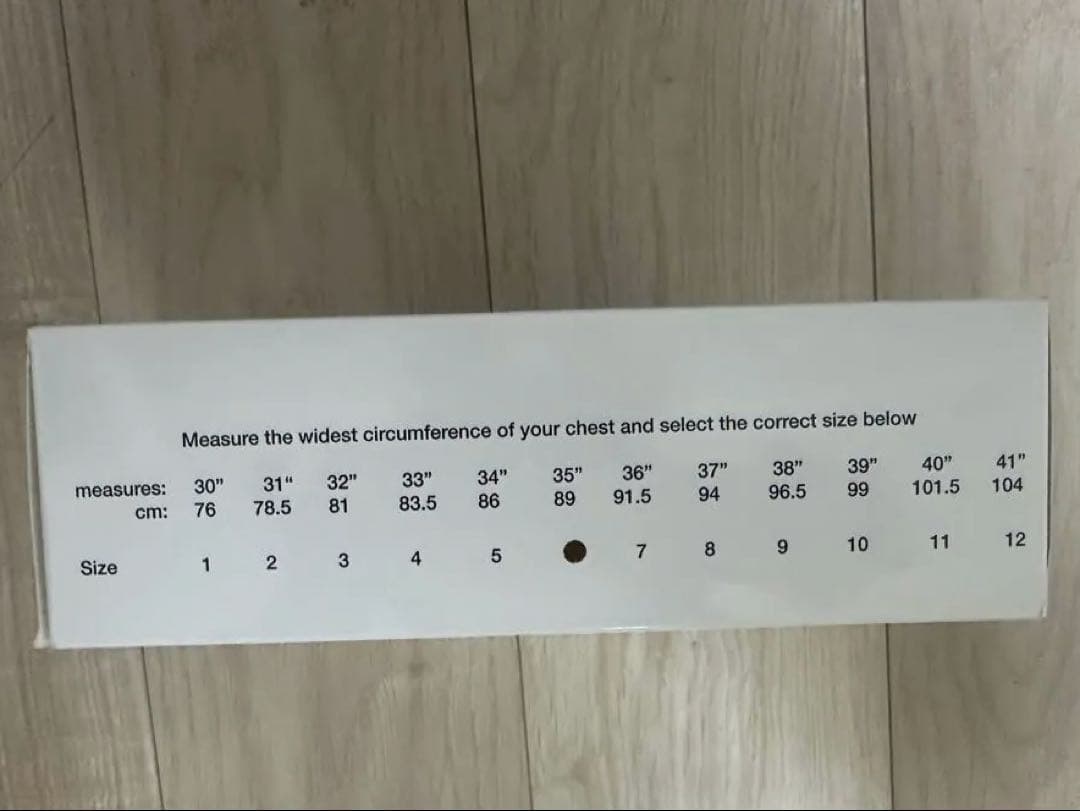 Measure the widest circumference of your chest and select the correct size below
measures: 30" 31" 32" 33" 34" 35" 36" 37" 38" 39" 40" 41"
cm: 76 78.5 81 83.5 86 89 91.5 94 96.5 99 101.5 104
Size 1 2 3 4 5 ● 7 8 9 10 11 12